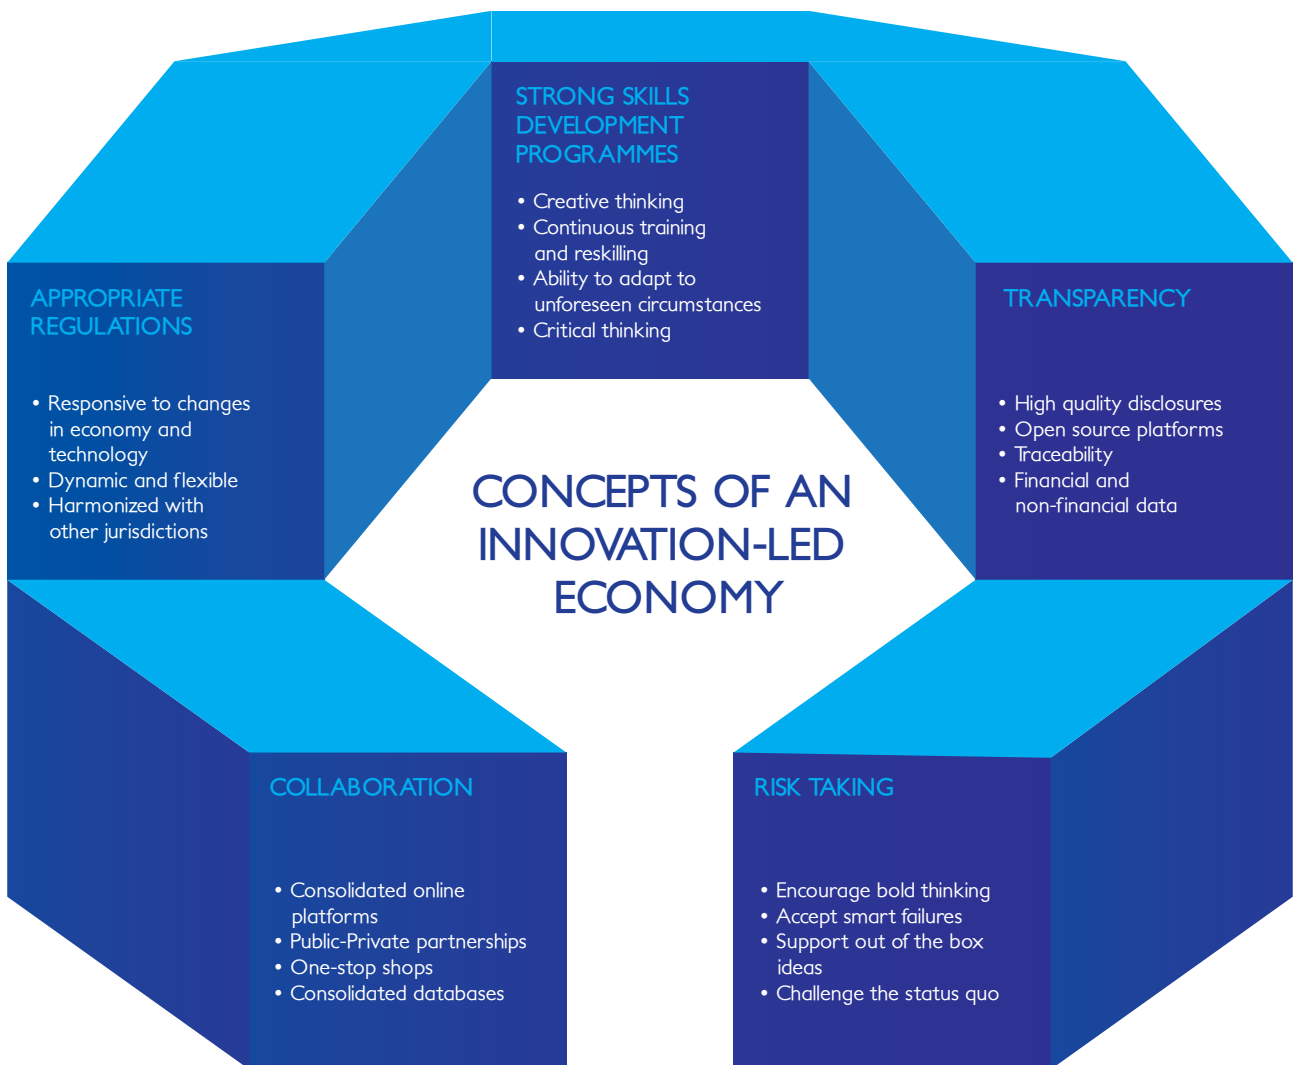 STRONG SKILLS
DEVELOPMENT
PROGRAMMES
• Creative thinking
• Continuous training
and reskilling
• Ability to adapt to
unforeseen circumstances
• Critical thinking
APPROPRIATE
REGULATIONS
• Responsive to changes
in economy and
technology
• Dynamic and flexible
• Harmonized with
other jurisdictions
TRANSPARENCY
• High quality disclosures
• Open source platforms
• Traceability
• Financial and
non-financial data
CONCEPTS OF AN
INNOVATION-LED
ECONOMY
COLLABORATION
• Consolidated online
platforms
• Public-Private partnerships
• One-stop shops
• Consolidated databases
RISK TAKING
• Encourage bold thinking
• Accept smart failures
• Support out of the box
ideas
• Challenge the status quo